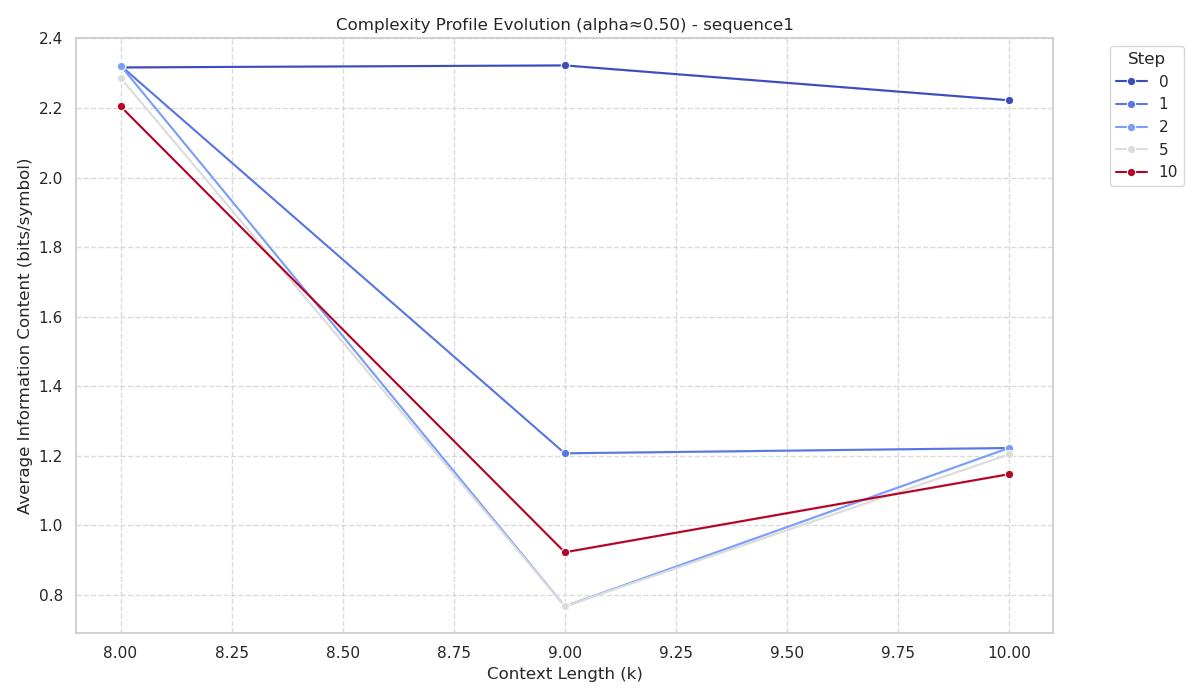 Complexity Profile Evolution (alpha≈0.50) - sequence1
Step
0
1
2
5
10
Average Information Content (bits/symbol)
2.4
2.2
2.0
1.8
1.6
1.4
1.2
1.0
0.8
8.00 8.25 8.50 8.75 9.00 9.25 9.50 9.75 10.00
Context Length (k)